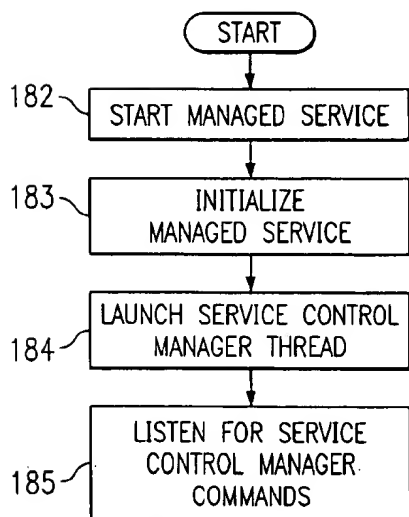 START
182
START MANAGED SERVICE
183
INITIALIZE
MANAGED SERVICE
184
LAUNCH SERVICE CONTROL
MANAGER THREAD
185
LISTEN FOR SERVICE
CONTROL MANAGER
COMMANDS